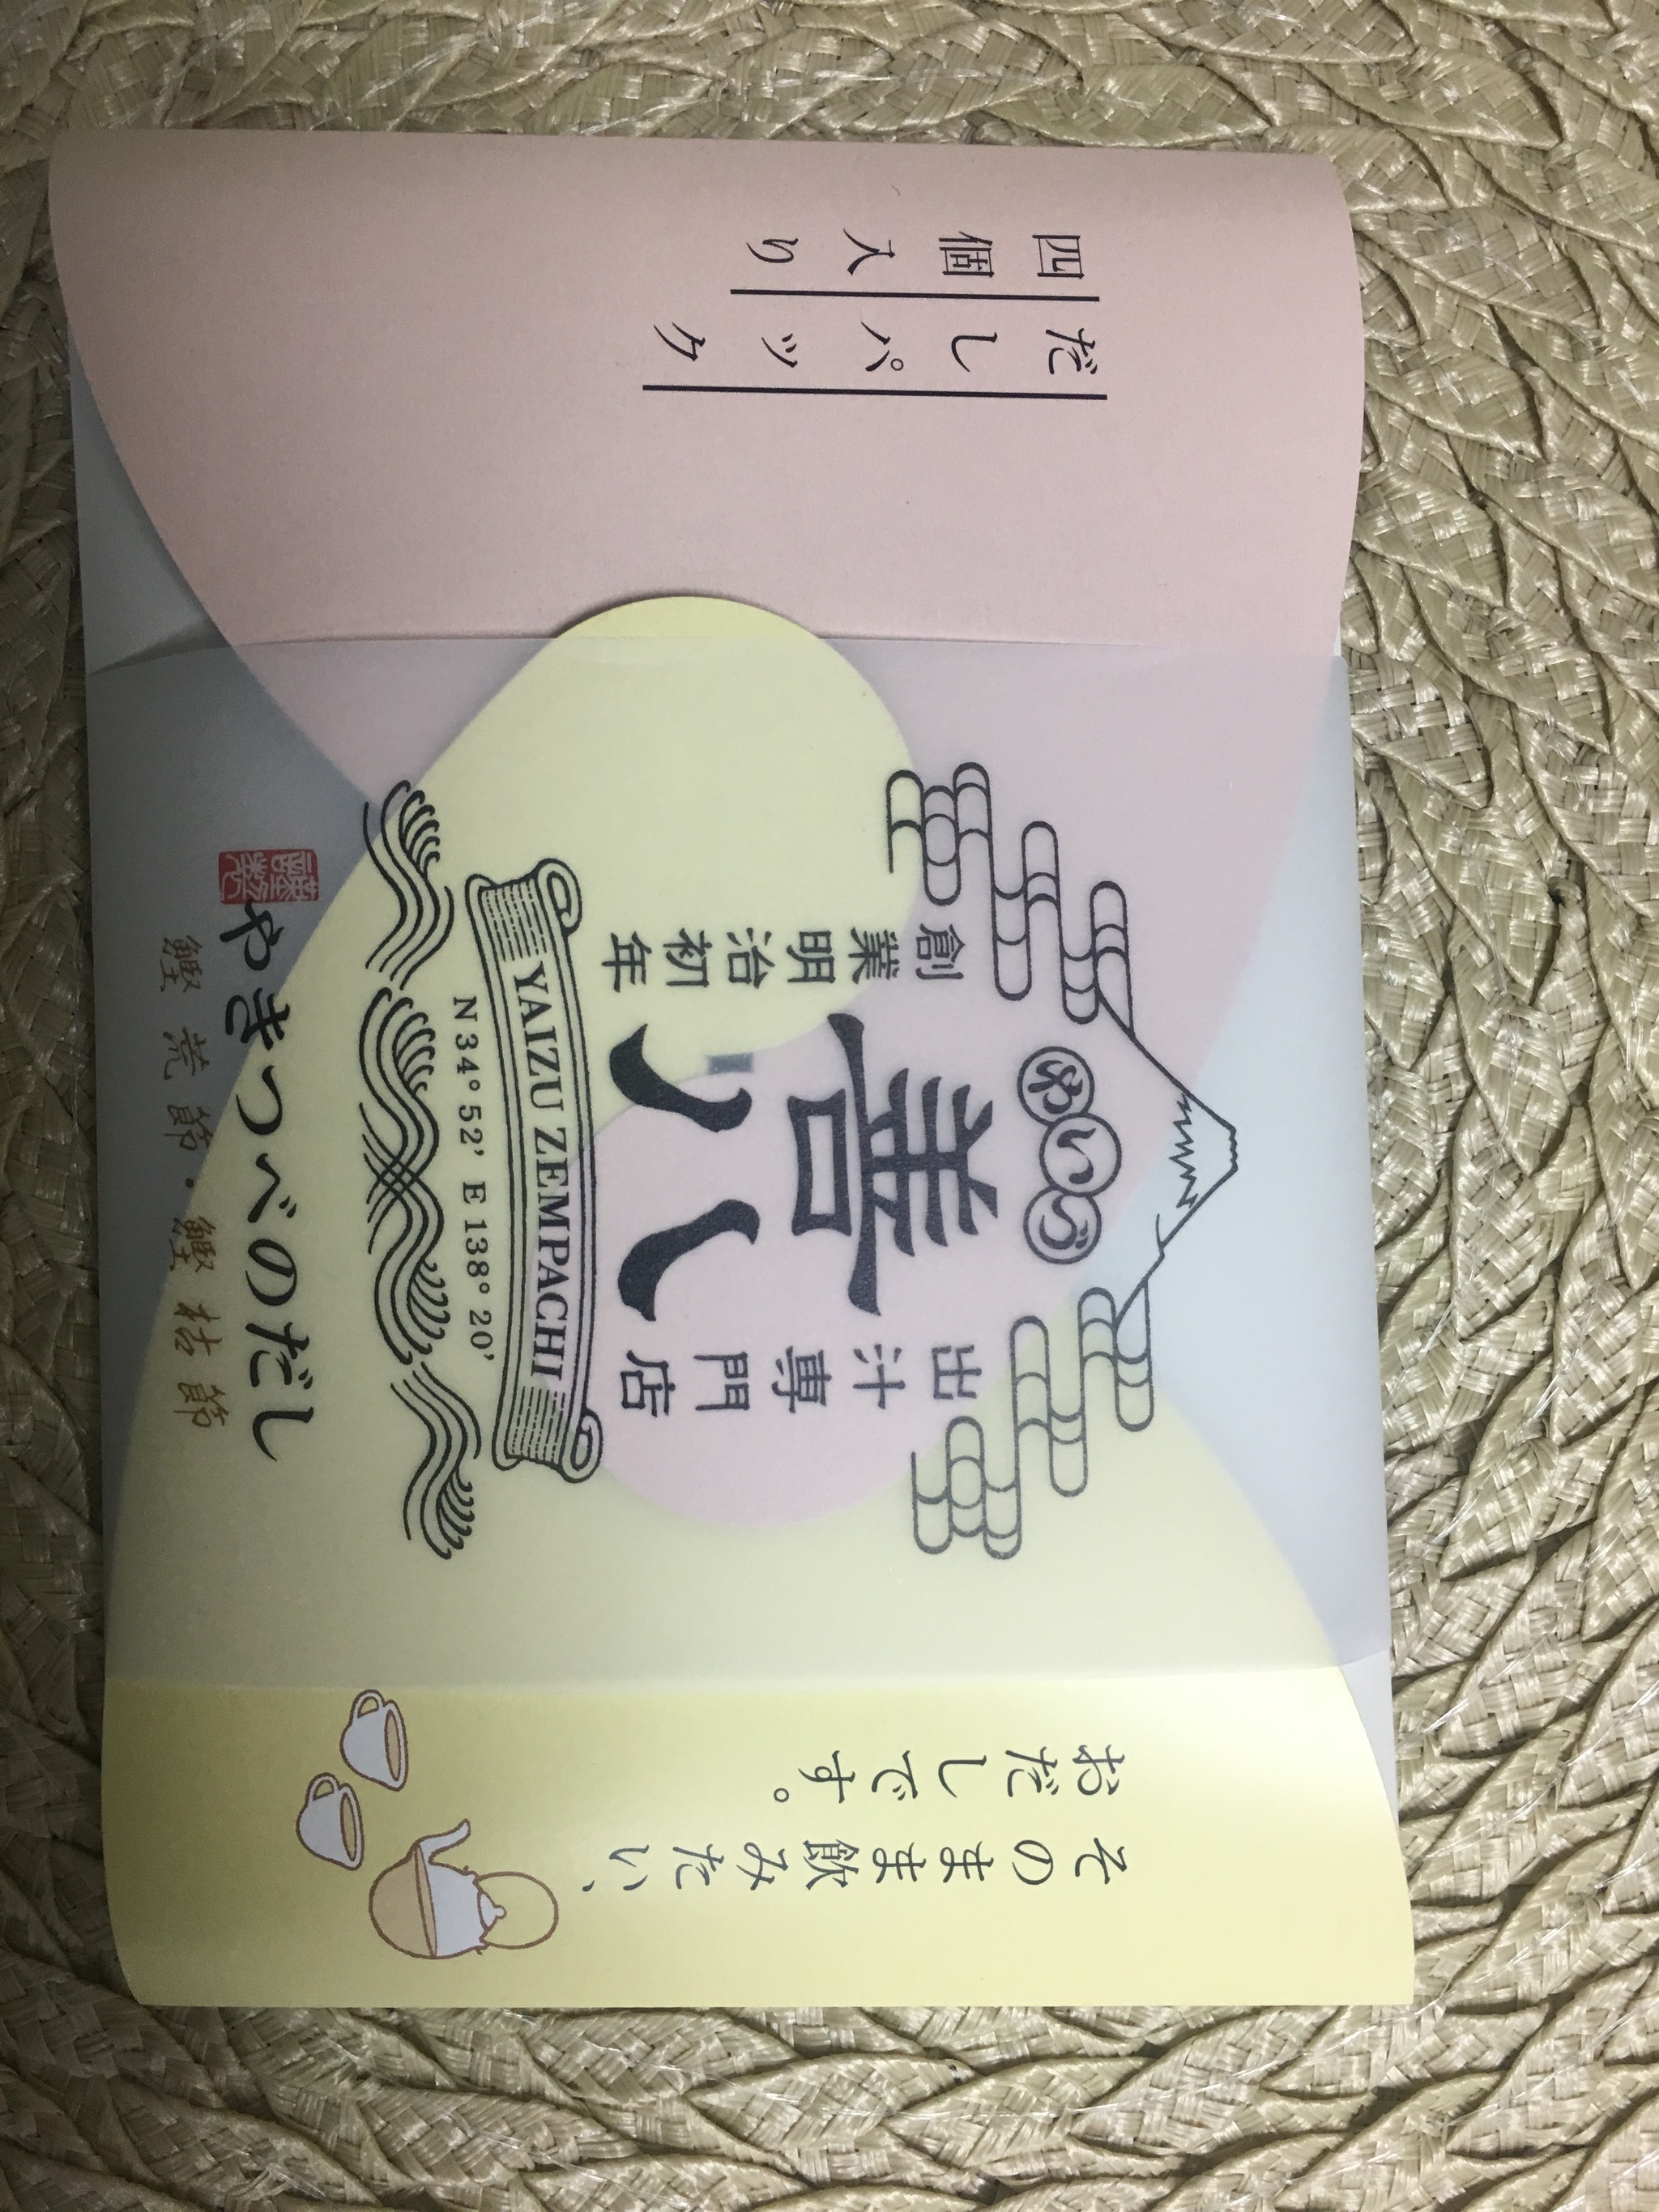 四個入り
だしパック
やいづ
創業明治初年
善八
出汁専門店
YAIZU ZEMPACHI
N 34° 52' E 138° 20'
やきつべのだし
鰹荒節・鰹枯節
そのまま飲みたい、
おだしです。